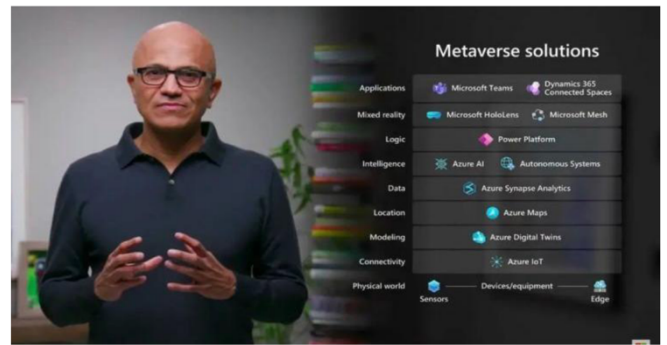 Metaverse solutions
Applications Microsoft Teams Dynamics 365 Connected Spaces
Mixed reality Microsoft HoloLens Microsoft Mesh
Logic Power Platform
Intelligence Azure AI Autonomous Systems
Data Azure Synapse Analytics
Location Azure Maps
Modeling Azure Digital Twins
Connectivity Azure IoT
Physical world Devices/equipment
Sensors Edge